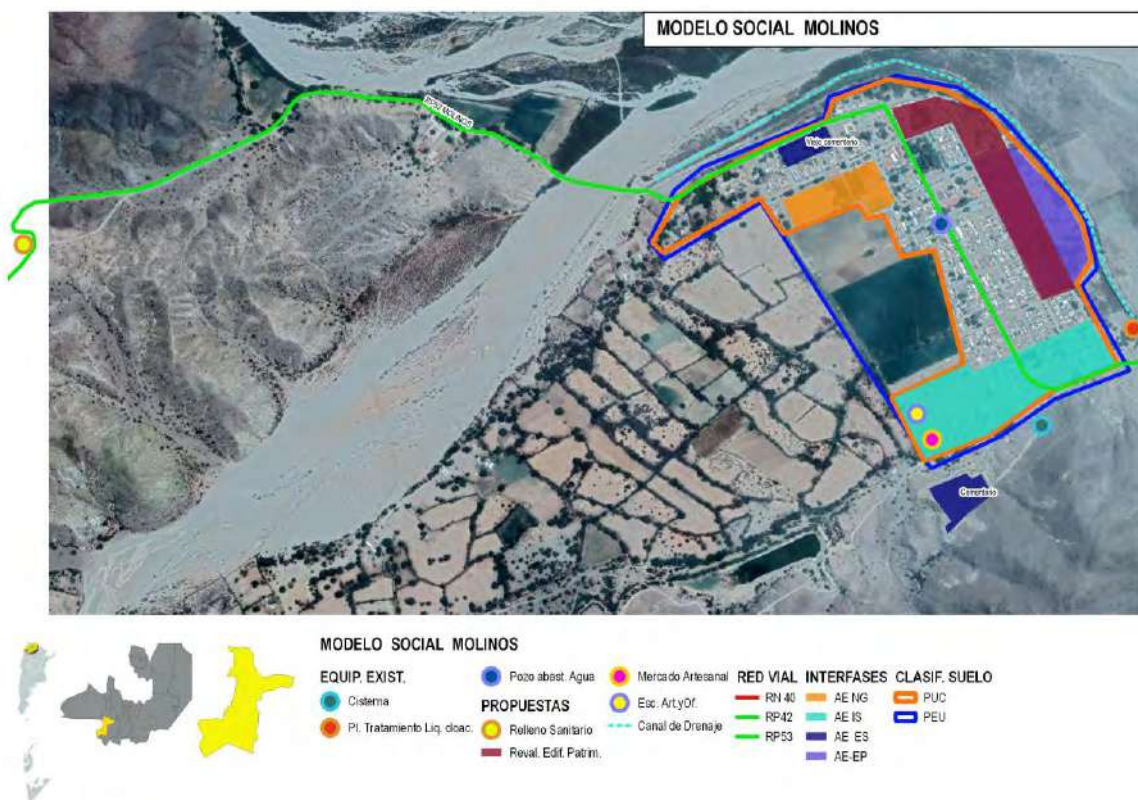 MODELO SOCIAL MOLINOS
Viejo cementerio
Cementerio
MODELO SOCIAL MOLINOS
EQUIP. EXIST.
Cisterna
Pl. Tratamiento Liq. cloac.
Pozo abast. Agua
PROPUESTAS
Relleno Sanitario
Reval. Edif. Patrim.
Mercado Artesanal
Esc. Art.yOf.
Canal de Drenaje
RED VIAL
RN 40
RP42
RP53
INTERFASES
AE NG
AE IS
AE ES
AE-EP
CLASIF. SUELO
PUC
PEU